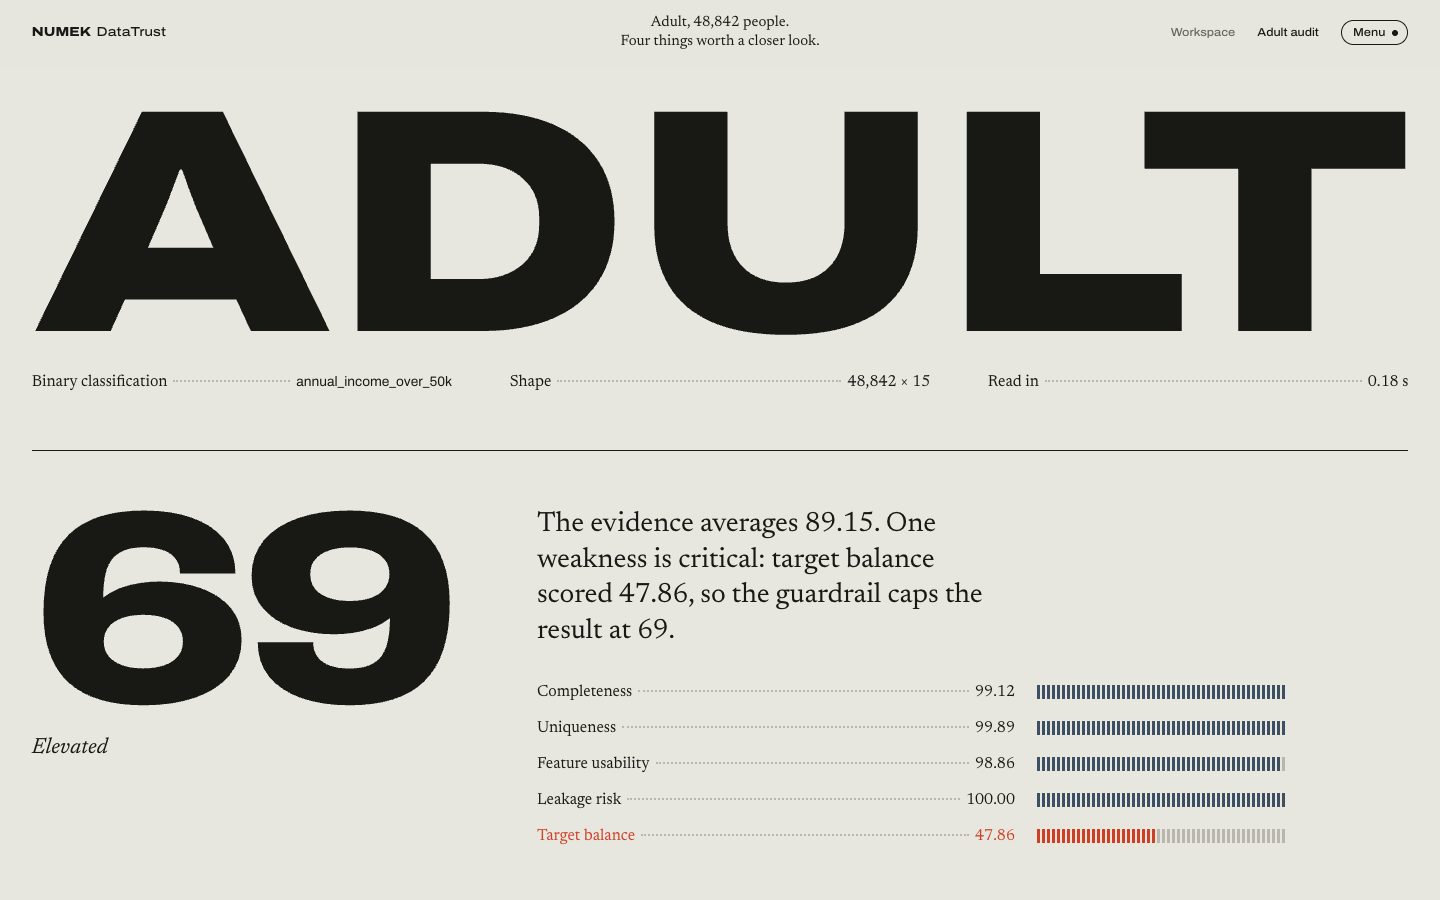 NUMEK DataTrust
Adult, 48,842 people.
Four things worth a closer look.
Workspace Adult audit Menu
ADULT
Binary classification annual_income_over_50k Shape 48,842 × 15 Read in 0.18 s
69
Elevated
The evidence averages 89.15. One
weakness is critical: target balance
scored 47.86, so the guardrail caps the
result at 69.
Completeness 99.12
Uniqueness 99.89
Feature usability 98.86
Leakage risk 100.00
Target balance 47.86